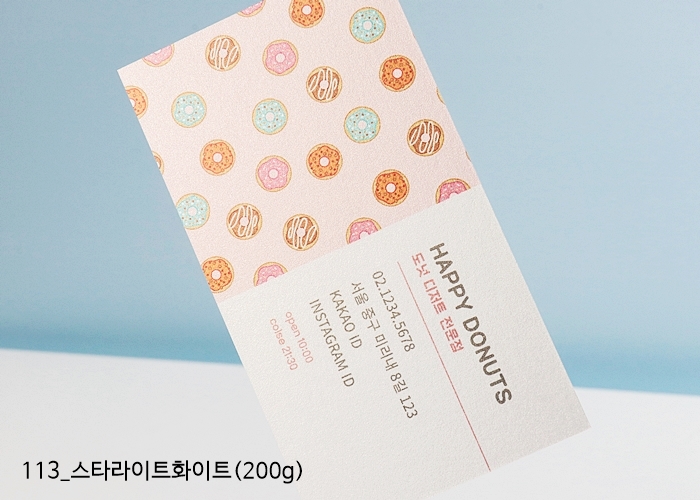 HAPPY DONUTS
도넛 디저트 전문점
02.1234.5678
서울 중구 미리내 8길 123
KAKAO ID
INSTAGRAM ID
open 10:00
colse 21:30
113_스타라이트화이트(200g)